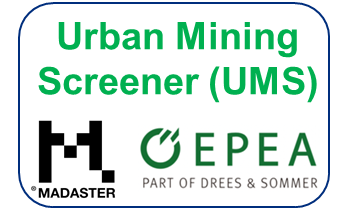 Urban Mining
Screener (UMS)
M.
®MADASTER
EPEA
PART OF DREES & SOMMER